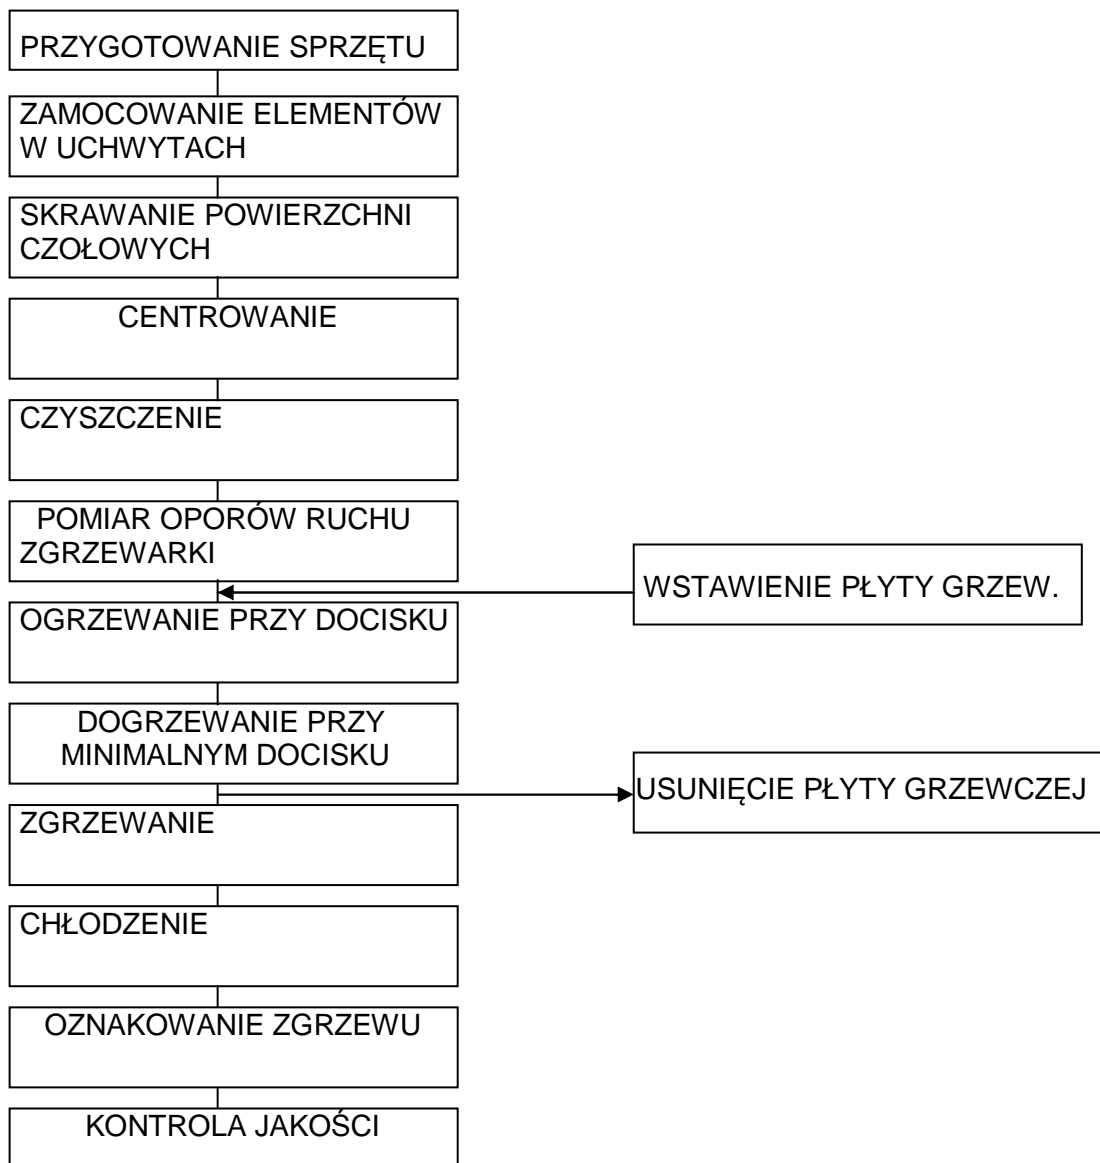 PRZYGOTOWANIE SPRZĘTU
ZAMOCOWANIE ELEMENTÓW
W UCHWYTACH
SKRAWANIE POWIERZCHNI
CZOŁOWYCH
CENTROWANIE
CZYSZCZENIE
POMIAR OPORÓW RUCHU
ZGRZEWARKI
WSTAWIENIE PŁYTY GRZEW.
OGRZEWANIE PRZY DOCISKU
DOGRZEWANIE PRZY
MINIMALNYM DOCISKU
USUNIĘCIE PŁYTY GRZEWCZEJ
ZGRZEWANIE
CHŁODZENIE
OZNAKOWANIE ZGRZEWU
KONTROLA JAKOŚCI